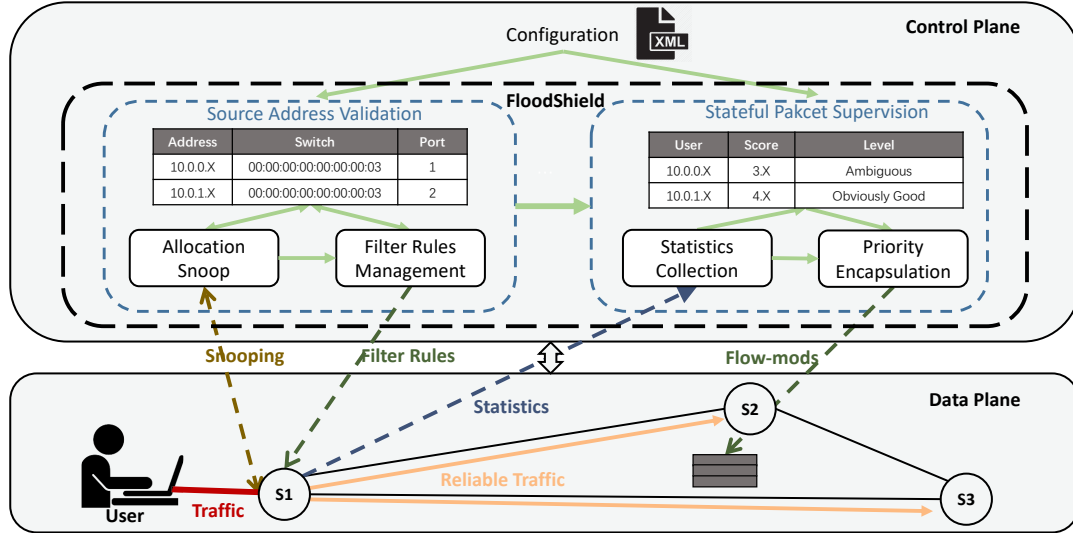 Configuration
XML
Control Plane
FloodShield
Source Address Validation
Address Switch Port
10.0.0.X 00:00:00:00:00:00:00:03 1
10.0.1.X 00:00:00:00:00:00:00:03 2
Allocation
Snoop
Filter Rules
Management
Stateful Pakcet Supervision
User Score Level
10.0.0.X 3.X Ambiguous
10.0.1.X 4.X Obviously Good
Statistics
Collection
Priority
Encapsulation
Snooping
Filter Rules
Flow-mods
Statistics
Data Plane
S2
Reliable Traffic
S1
S3
User
Traffic